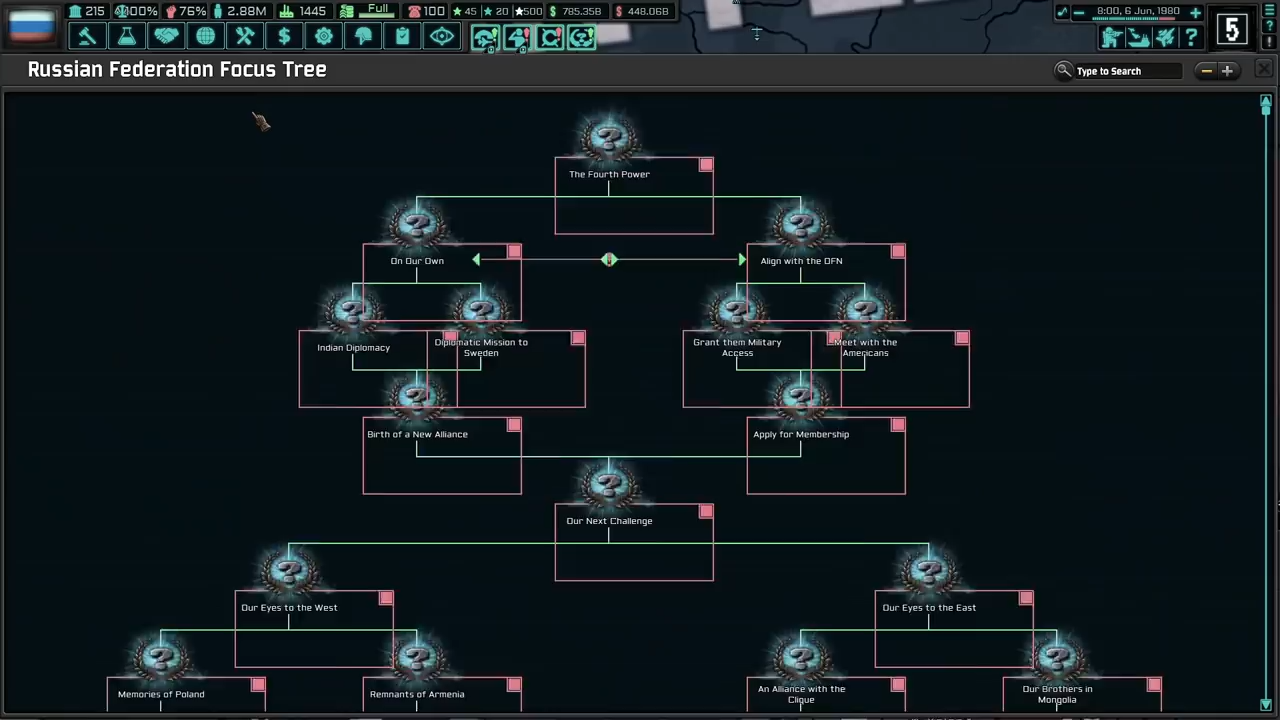 215 400% 76% 2.88M 1445 Full 100 45 20 500 785.35B 448.06B
8:00, 6 Jun, 1980
5
Russian Federation Focus Tree
Type to Search
The Fourth Power
On Our Own
Align with the OFN
Indian Diplomacy
Diplomatic Mission to
Sweden
Grant them Military
Access
Meet with the
Americans
Birth of a New Alliance
Apply for Membership
Our Next Challenge
Our Eyes to the West
Our Eyes to the East
Memories of Poland
Remnants of Armenia
An Alliance with the
Clique
Our Brothers in
Mongolia